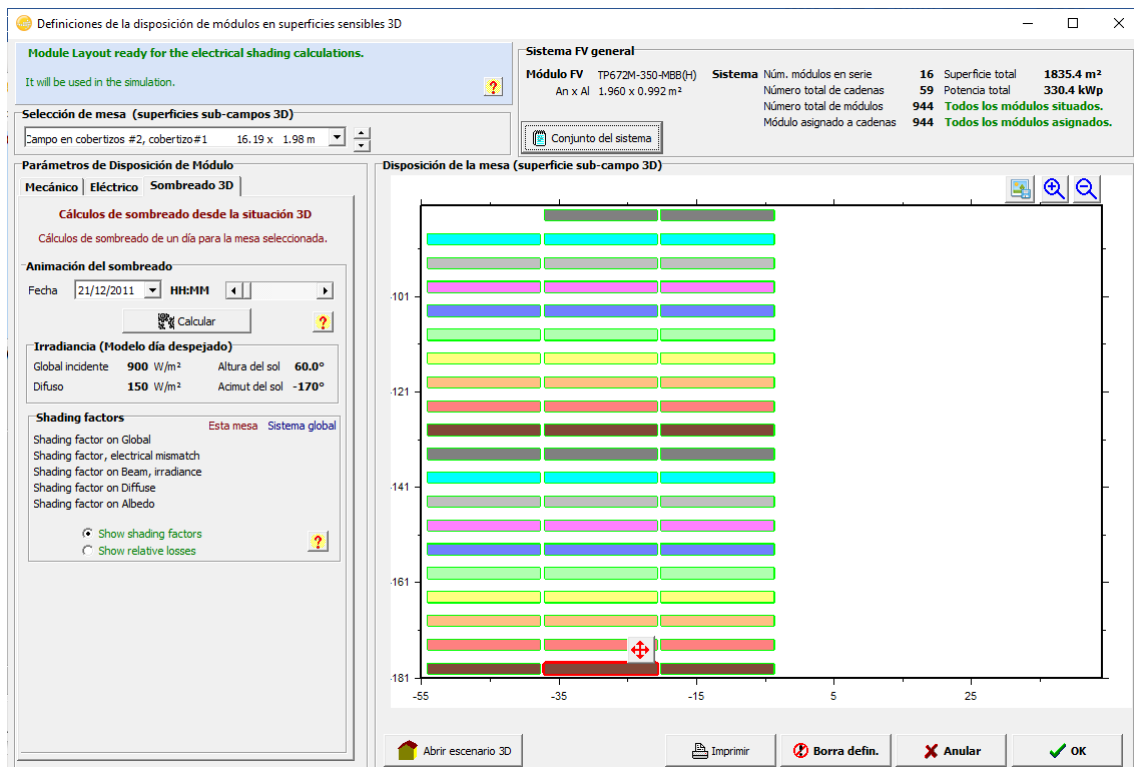 Definiciones de la disposición de módulos en superficies sensibles 3D
Module Layout ready for the electrical shading calculations.
It will be used in the simulation.
?
Selección de mesa (superficies sub-campos 3D)
Campo en cobertizos #2, cobertizo#1 16.19 x 1.98 m
Sistema FV general
Módulo FV TP672M-350-MBB(H) Sistema Núm. módulos en serie 16 Superficie total 1835.4 m²
An x Al 1.960 x 0.992 m² Número total de cadenas 59 Potencia total 330.4 kWp
Número total de módulos 944 Todos los módulos situados.
Módulo asignado a cadenas 944 Todos los módulos asignados.
Conjunto del sistema
Parámetros de Disposición de Módulo
Mecánico Eléctrico Sombreado 3D
Cálculos de sombreado desde la situación 3D
Cálculos de sombreado de un día para la mesa seleccionada.
Animación del sombreado
Fecha 21/12/2011 HH:MM
Calcular
?
Irradiancia (Modelo día despejado)
Global incidente 900 W/m² Altura del sol 60.0°
Difuso 150 W/m² Acimut del sol -170°
Shading factors
Esta mesa Sistema global
Shading factor on Global
Shading factor, electrical mismatch
Shading factor on Beam, irradiance
Shading factor on Diffuse
Shading factor on Albedo
Show shading factors
Show relative losses
?
Disposición de la mesa (superficie sub-campo 3D)
-101
-121
-141
-161
-181
-55 -35 -15 5 25
Abrir escenario 3D
Imprimir
Borra defin.
Anular
OK